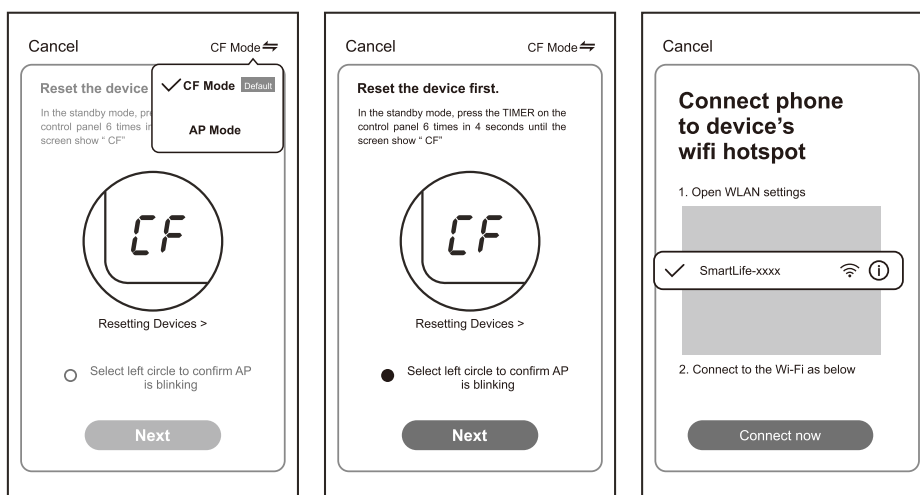 Cancel
CF Mode
CF Mode Default
AP Mode
Reset the device
In the standby mode, pr
control panel 6 times in
screen show “ CF”
CF
Resetting Devices >
Select left circle to confirm AP
is blinking
Next
Cancel
CF Mode
Reset the device first.
In the standby mode, press the TIMER on the
control panel 6 times in 4 seconds until the
screen show “ CF”
CF
Resetting Devices >
Select left circle to confirm AP
is blinking
Next
Cancel
Connect phone
to device’s
wifi hotspot
1. Open WLAN settings
SmartLife-xxxx
2. Connect to the Wi-Fi as below
Connect now